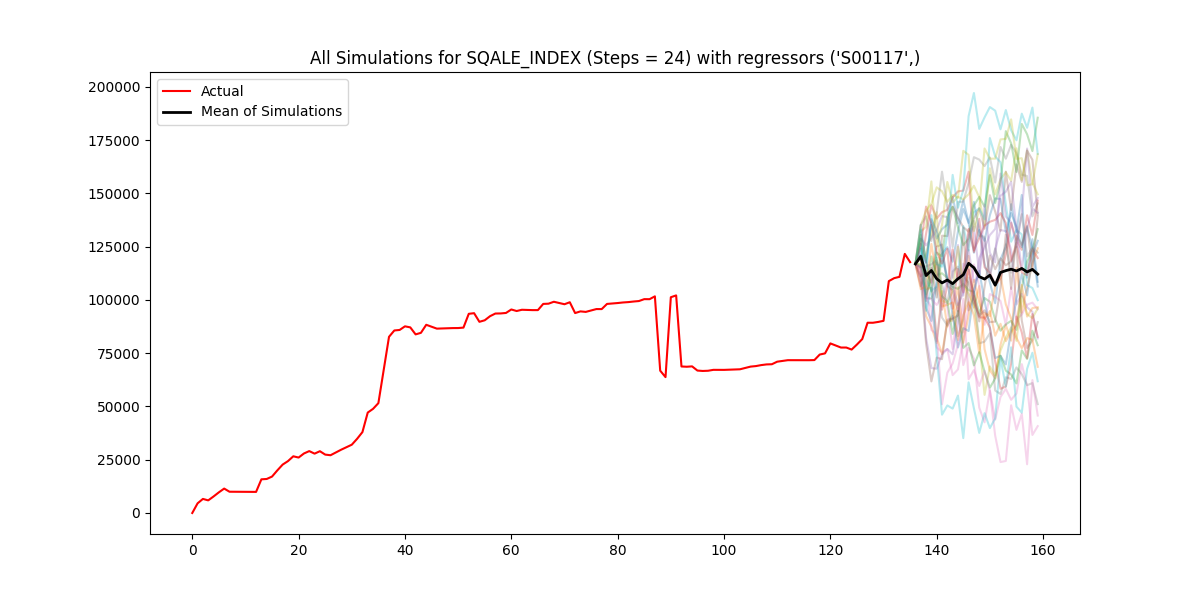 All Simulations for SQALE_INDEX (Steps = 24) with regressors ('S00117',)
Actual
Mean of Simulations
200000
175000
150000
125000
100000
75000
50000
25000
0
0 20 40 60 80 100 120 140 160